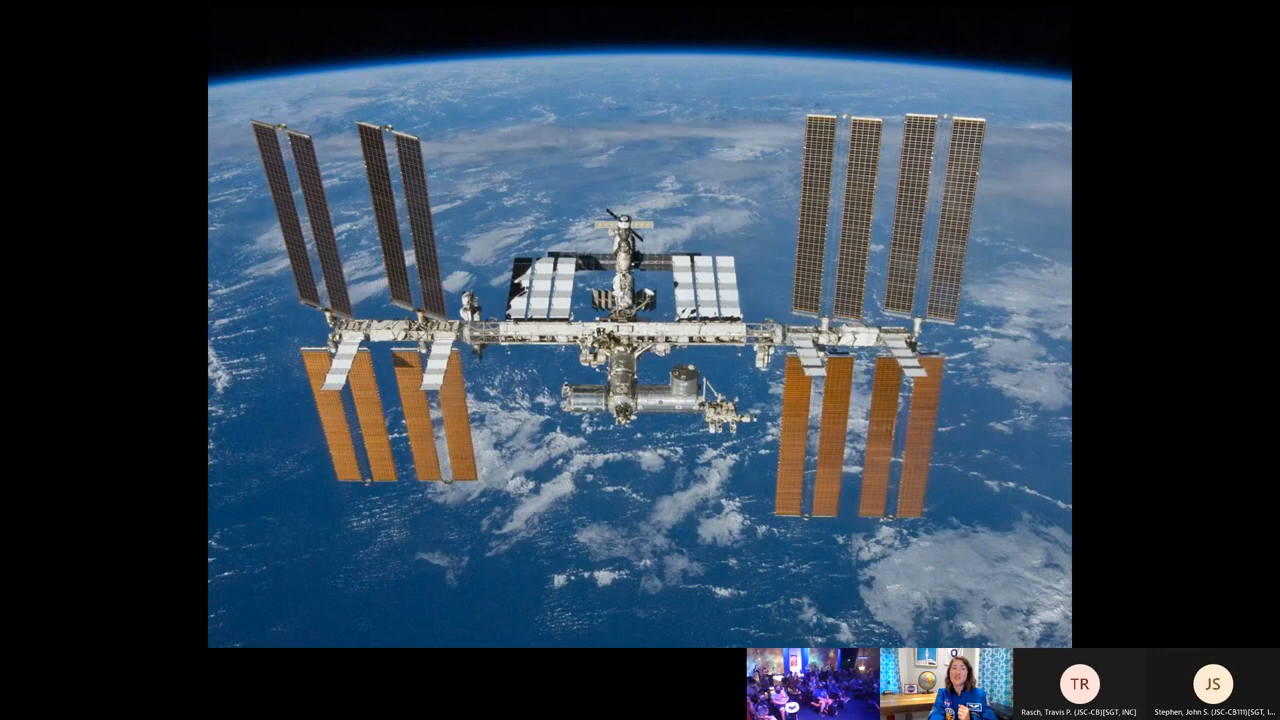 TR
JS
Rasch, Travis P. (JSC-CB)[SGT, INC]
Stephen, John S. (JSC-CB111)[SGT, I...